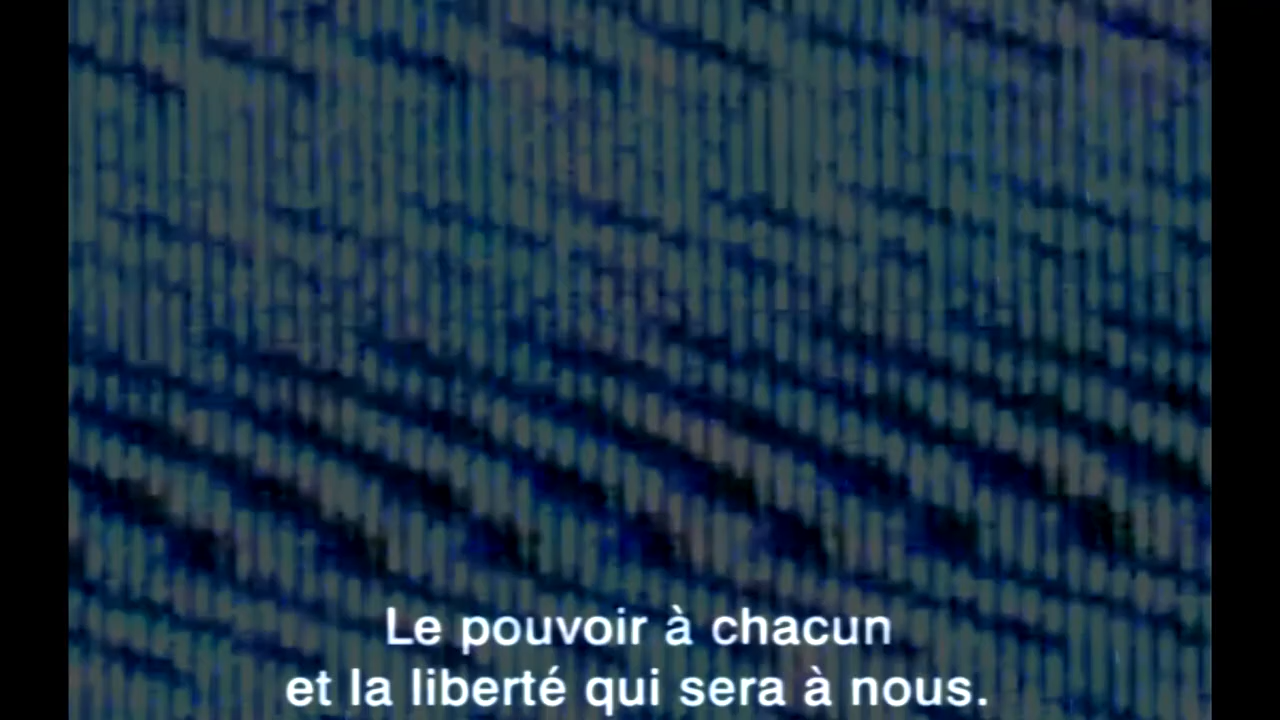 Le pouvoir à chacun
et la liberté qui sera à nous.